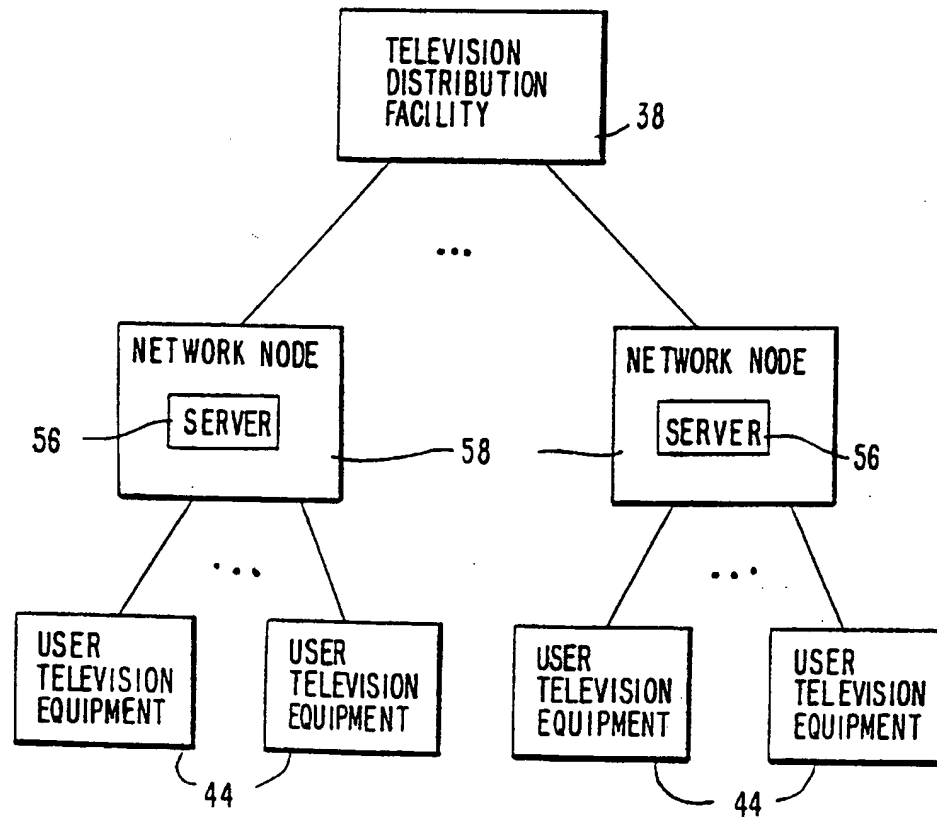 TELEVISION
DISTRIBUTION
FACILITY
38
NETWORK NODE
SERVER
56
58
NETWORK NODE
SERVER
56
USER
TELEVISION
EQUIPMENT
USER
TELEVISION
EQUIPMENT
44
USER
TELEVISION
EQUIPMENT
USER
TELEVISION
EQUIPMENT
44